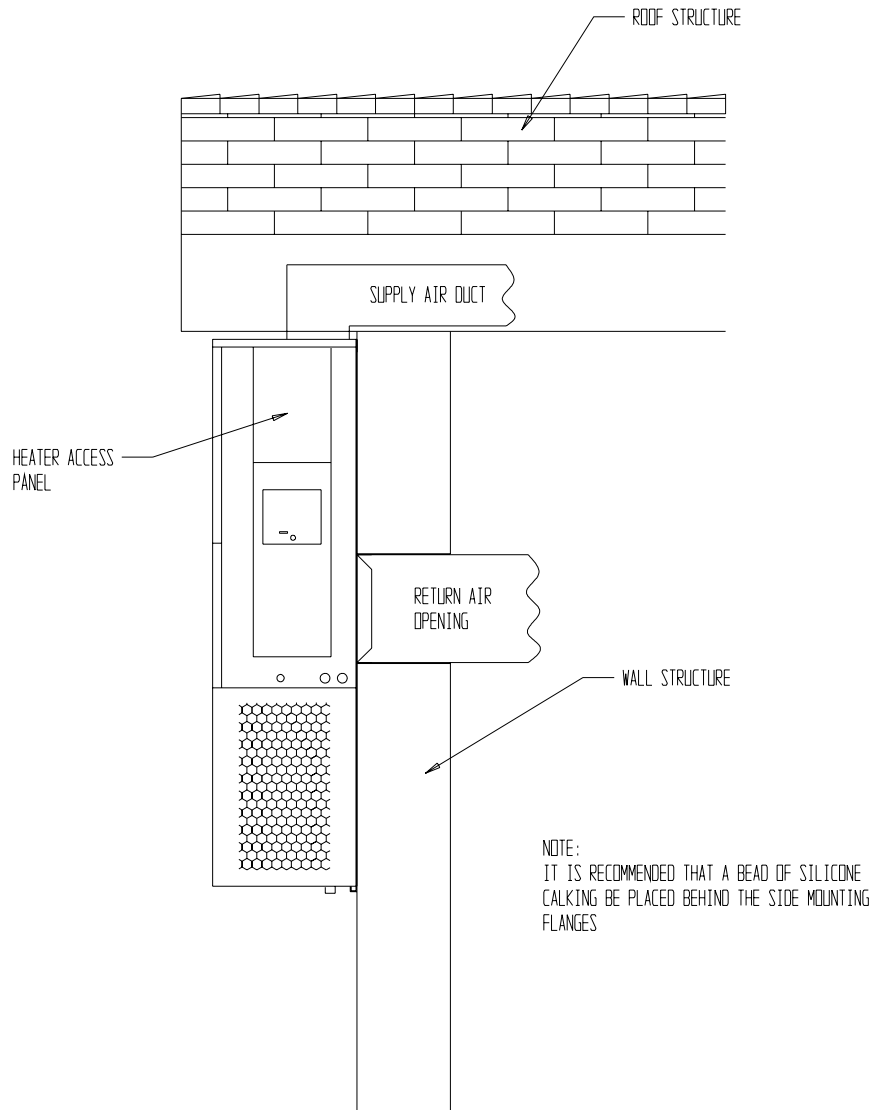 ROOF STRUCTURE
SUPPLY AIR DUCT
HEATER ACCESS
PANEL
RETURN AIR
OPENING
WALL STRUCTURE
NOTE:
IT IS RECOMMENDED THAT A BEAD OF SILICONE
CALKING BE PLACED BEHIND THE SIDE MOUNTING
FLANGES